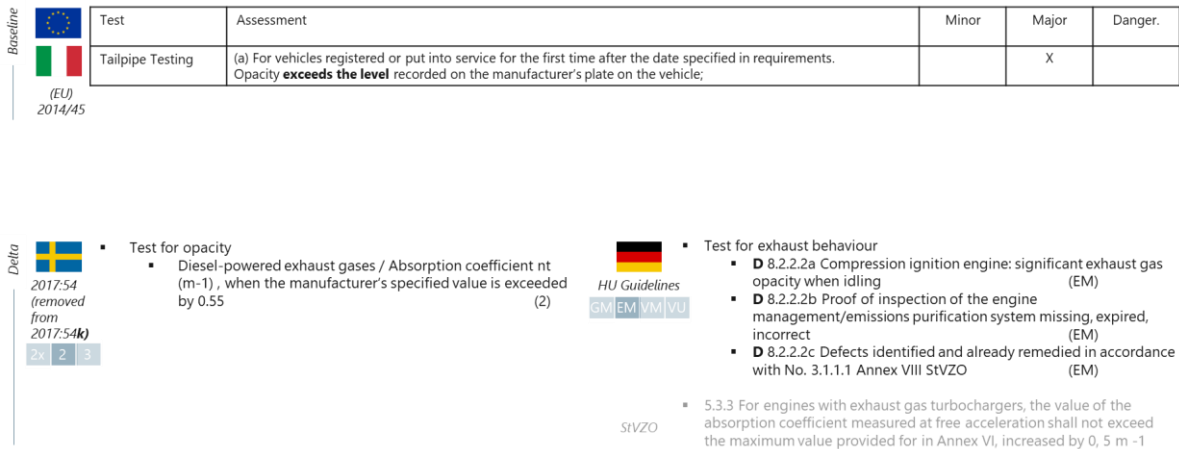 Baseline
Test Assessment Minor Major Danger.
Tailpipe Testing (a) For vehicles registered or put into service for the first time after the date specified in requirements. X
Opacity exceeds the level recorded on the manufacturer's plate on the vehicle;
(EU)
2014/45
Delta
2017:54
(removed
from
2017:54k)
2x 2 3
▪ Test for opacity
▪ Diesel-powered exhaust gases / Absorption coefficient nt
(m-1) , when the manufacturer's specified value is exceeded
by 0.55 (2)
HU Guidelines
GM EM VM VU
▪ Test for exhaust behaviour
▪ D 8.2.2.2a Compression ignition engine: significant exhaust gas
opacity when idling (EM)
▪ D 8.2.2.2b Proof of inspection of the engine
management/emissions purification system missing, expired,
incorrect (EM)
▪ D 8.2.2.2c Defects identified and already remedied in accordance
with No. 3.1.1.1 Annex VIII StVZO (EM)
StVZO
▪ 5.3.3 For engines with exhaust gas turbochargers, the value of the
absorption coefficient measured at free acceleration shall not exceed
the maximum value provided for in Annex VI, increased by 0, 5 m -1